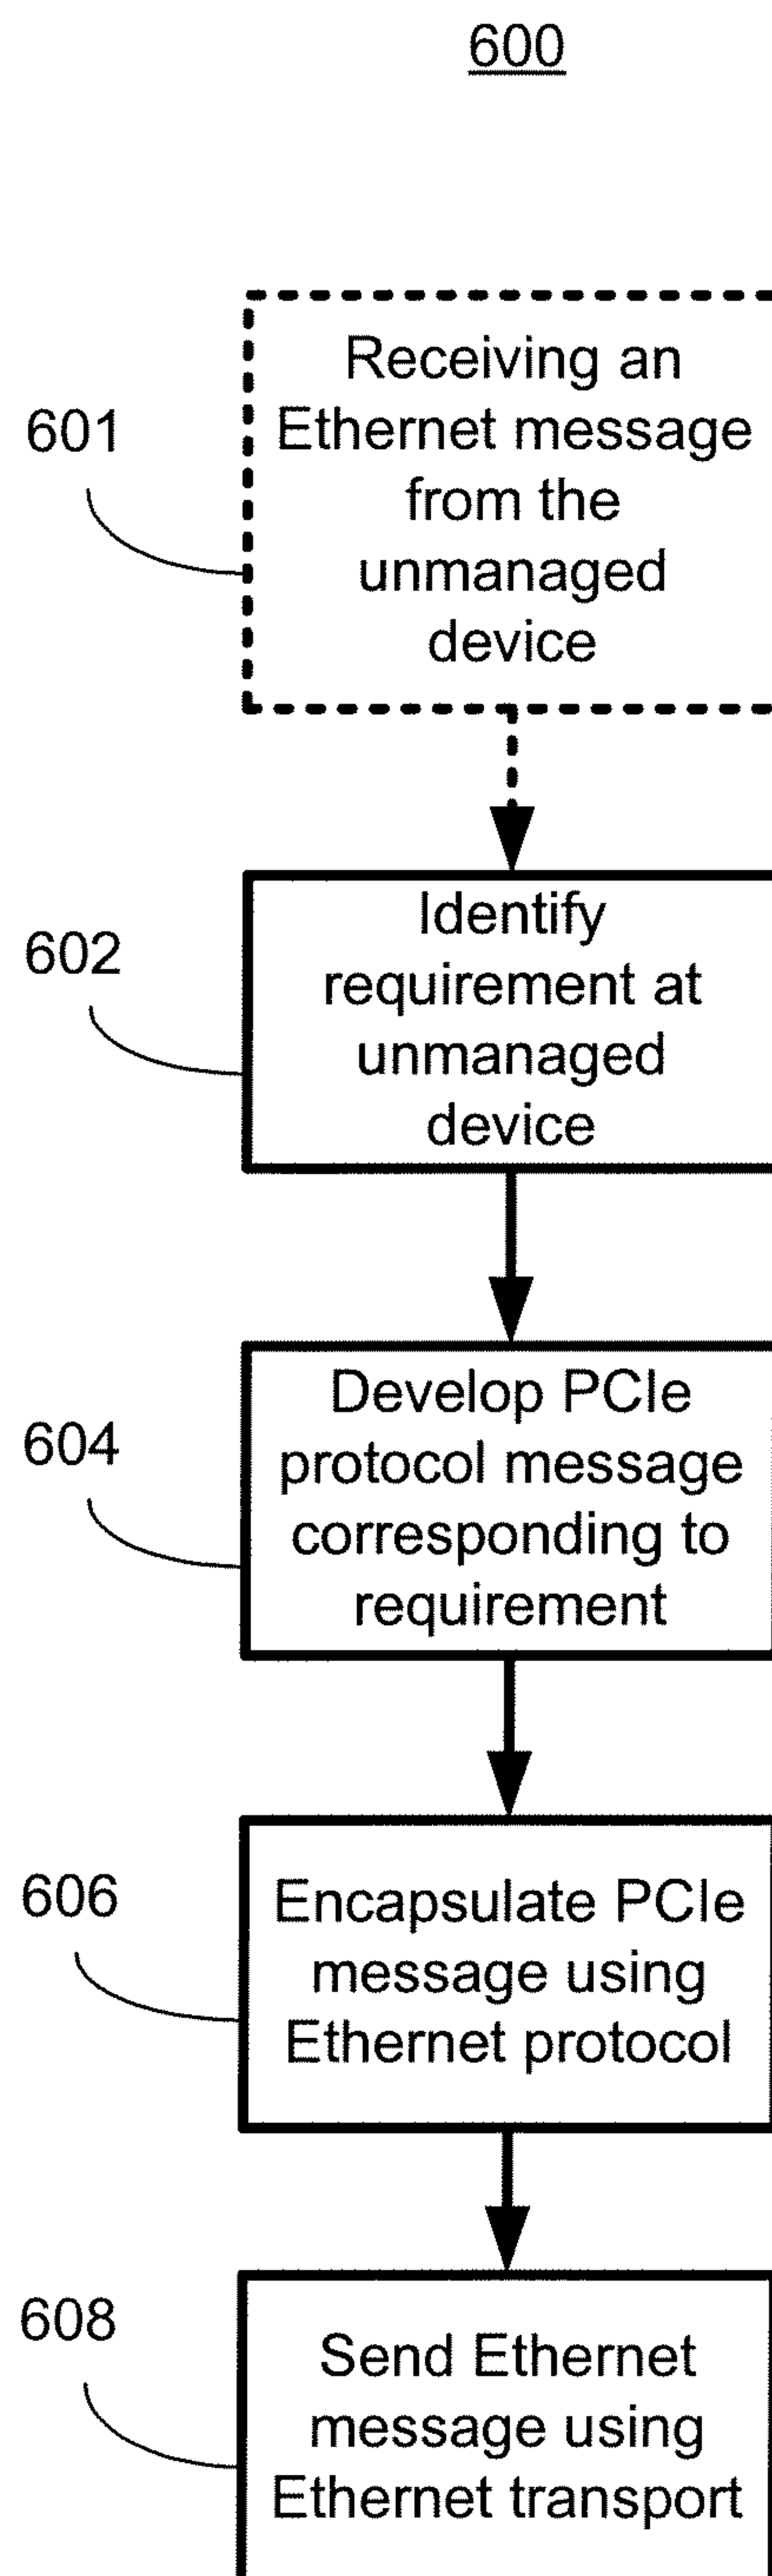 600
601
Receiving an
Ethernet message
from the
unmanaged
device
602
Identify
requirement at
unmanaged
device
604
Develop PCIe
protocol message
corresponding to
requirement
606
Encapsulate PCIe
message using
Ethernet protocol
608
Send Ethernet
message using
Ethernet transport